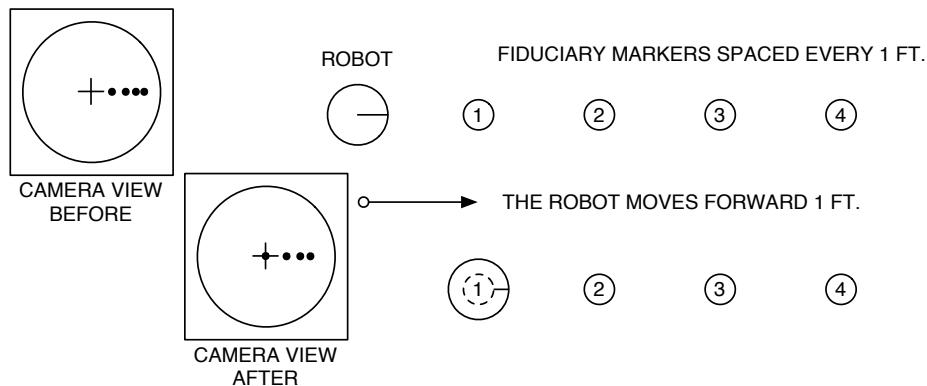 ROBOT
FIDUCIARY MARKERS SPACED EVERY 1 FT.
1 2 3 4
CAMERA VIEW
BEFORE
THE ROBOT MOVES FORWARD 1 FT.
1 2 3 4
CAMERA VIEW
AFTER